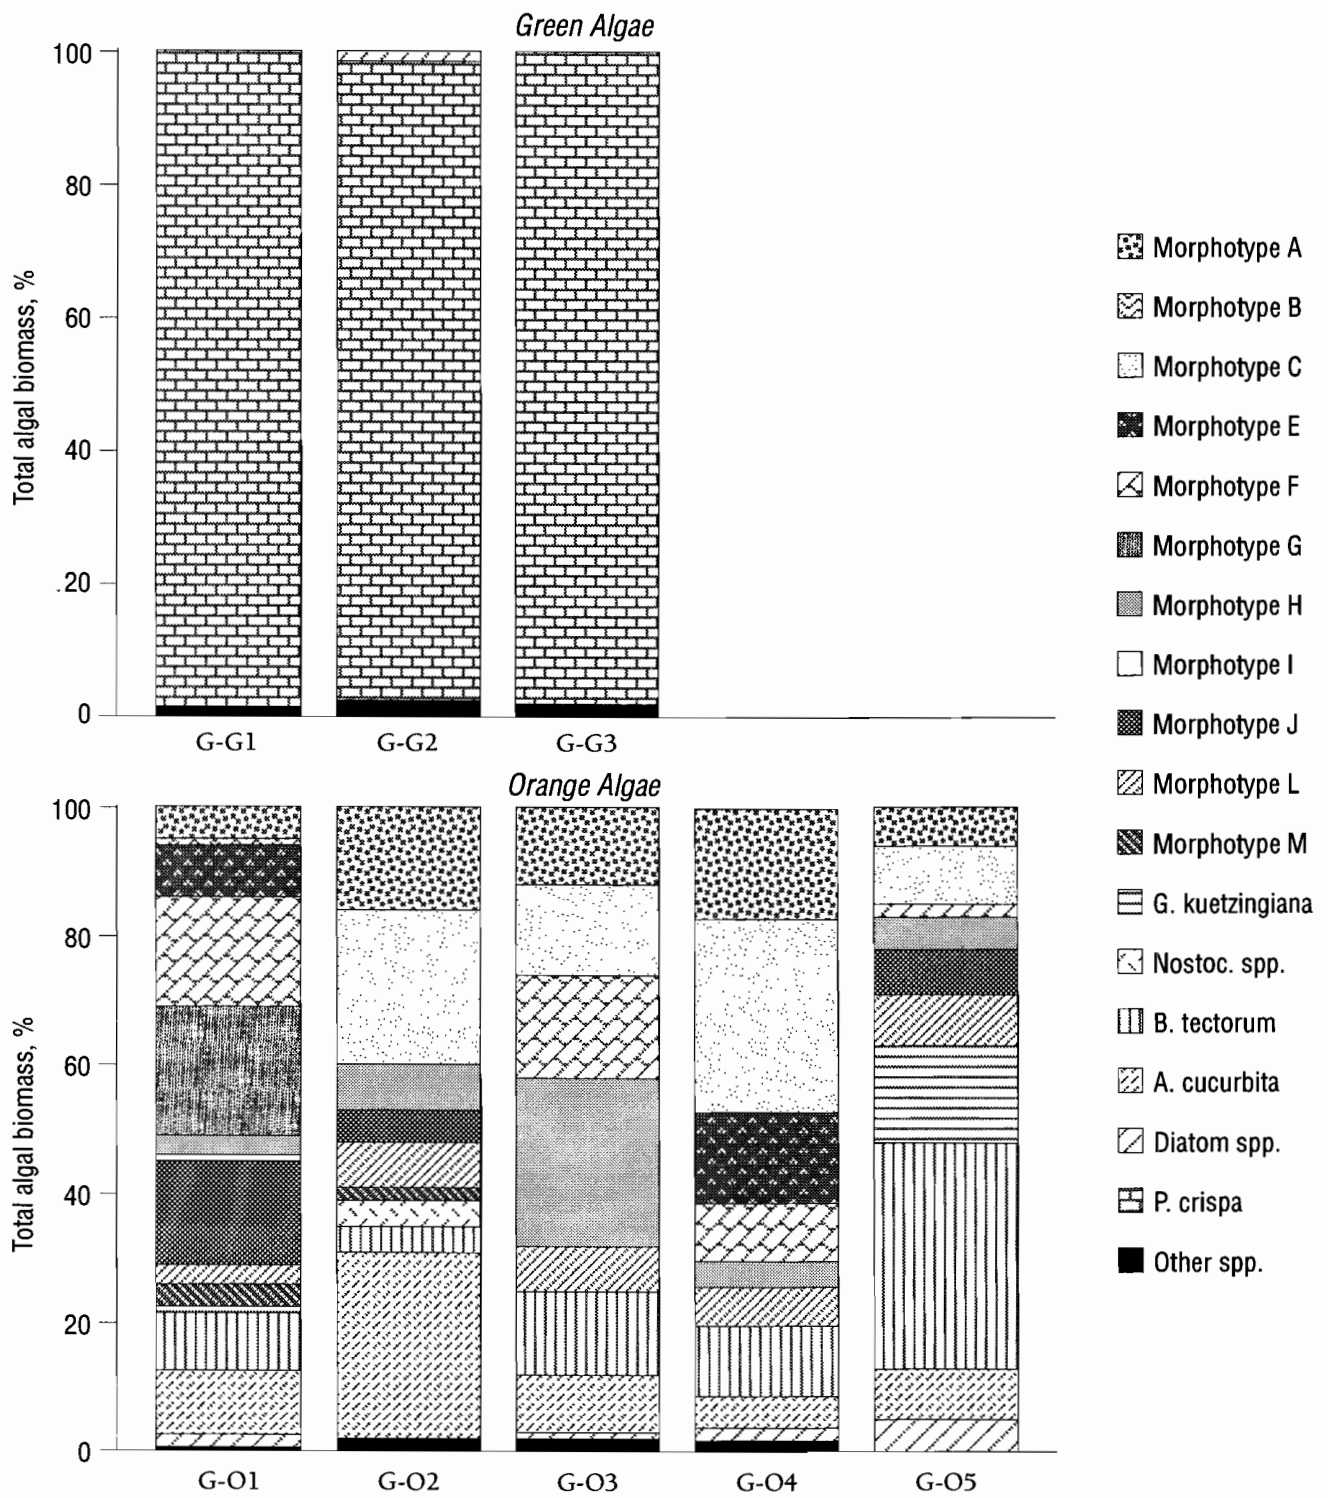 Green Algae
100
80
60
40
20
0
Total algal biomass, %
G-G1 G-G2 G-G3
Orange Algae
100
80
60
40
20
0
Total algal biomass, %
G-O1 G-O2 G-O3 G-O4 G-O5
Morphotype A
Morphotype B
Morphotype C
Morphotype E
Morphotype F
Morphotype G
Morphotype H
Morphotype I
Morphotype J
Morphotype L
Morphotype M
G. kuetzingiana
Nostoc. spp.
B. tectorum
A. cucurbita
Diatom spp.
P. crispa
Other spp.